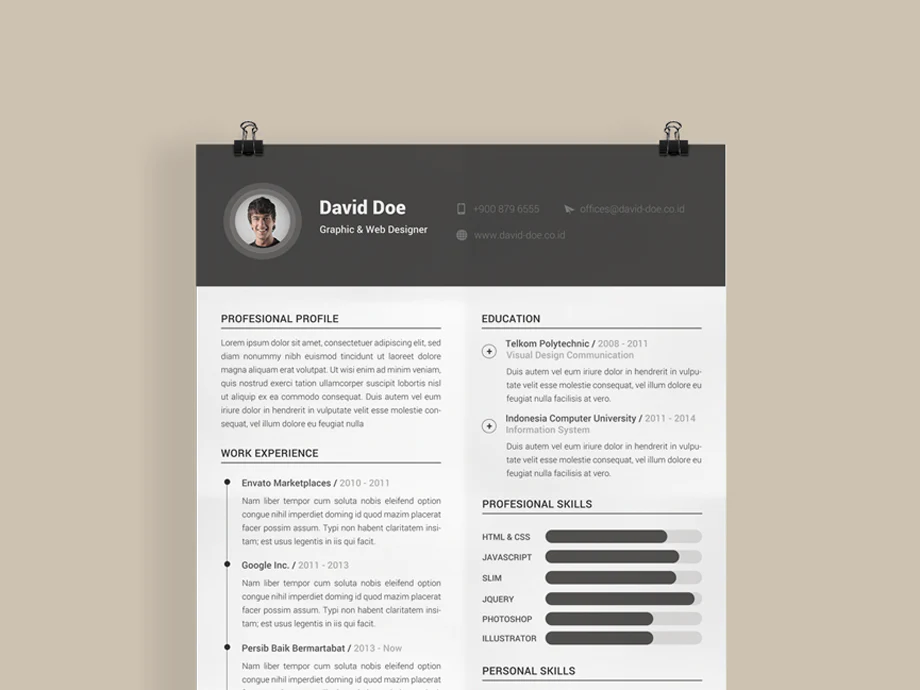 David Doe
Graphic & Web Designer
+900 879 6555
offices@david-doe.co.id
www.david-doe.co.id
PROFESIONAL PROFILE
Lorem ipsum dolor sit amet, consectetuer adipiscing elit, sed
diam nonummy nibh euismod tincidunt ut laoreet dolore
magna aliquam erat volutpat. Ut wisi enim ad minim veniam,
quis nostrud exerci tation ullamcorper suscipit lobortis nisl
ut aliquip ex ea commodo consequat. Duis autem vel eum
iriure dolor in hendrerit in vulputate velit esse molestie con-
sequat, vel illum dolore eu feugiat nulla
WORK EXPERIENCE
Envato Marketplaces / 2010 - 2011
Nam liber tempor cum soluta nobis eleifend option
congue nihil imperdiet doming id quod mazim placerat
facer possim assum. Typi non habent claritatem insi-
tam; est usus legentis in iis qui facit.
Google Inc. / 2011 - 2013
Nam liber tempor cum soluta nobis eleifend option
congue nihil imperdiet doming id quod mazim placerat
facer possim assum. Typi non habent claritatem insi-
tam; est usus legentis in iis qui facit.
Persib Baik Bermartabat / 2013 - Now
Nam liber tempor cum soluta nobis eleifend option
congue nihil imperdiet doming id quod mazim placerat
EDUCATION
Telkom Polytechnic / 2008 - 2011
Visual Design Communication
Duis autem vel eum iriure dolor in hendrerit in vulpu-
tate velit esse molestie consequat, vel illum dolore eu
feugiat nulla facilisis at vero.
Indonesia Computer University / 2011 - 2014
Information System
Duis autem vel eum iriure dolor in hendrerit in vulpu-
tate velit esse molestie consequat, vel illum dolore eu
feugiat nulla facilisis at vero.
PROFESIONAL SKILLS
HTML & CSS
JAVASCRIPT
SLIM
JQUERY
PHOTOSHOP
ILLUSTRATOR
PERSONAL SKILLS